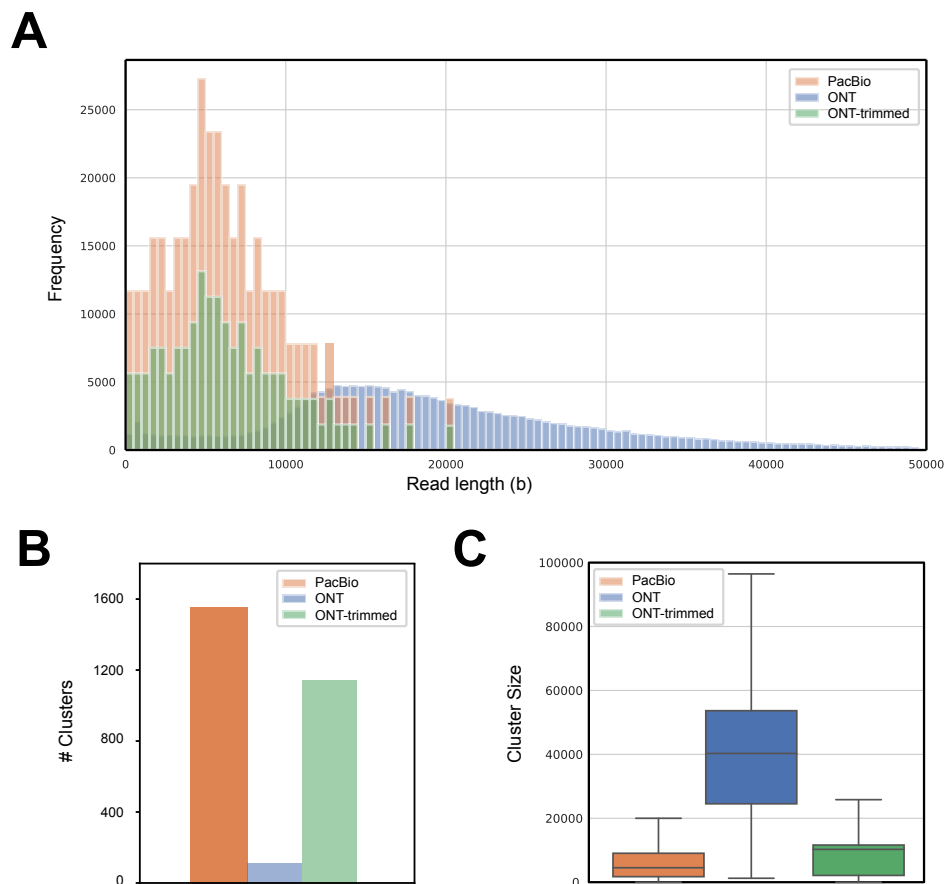 A
PacBio
ONT
ONT-trimmed
25000
20000
15000
10000
5000
0
Frequency
0 10000 20000 30000 40000 50000
Read length (b)
B
PacBio
ONT
ONT-trimmed
1600
1200
800
400
0
# Clusters
C
PacBio
ONT
ONT-trimmed
100000
80000
60000
40000
20000
0
Cluster Size